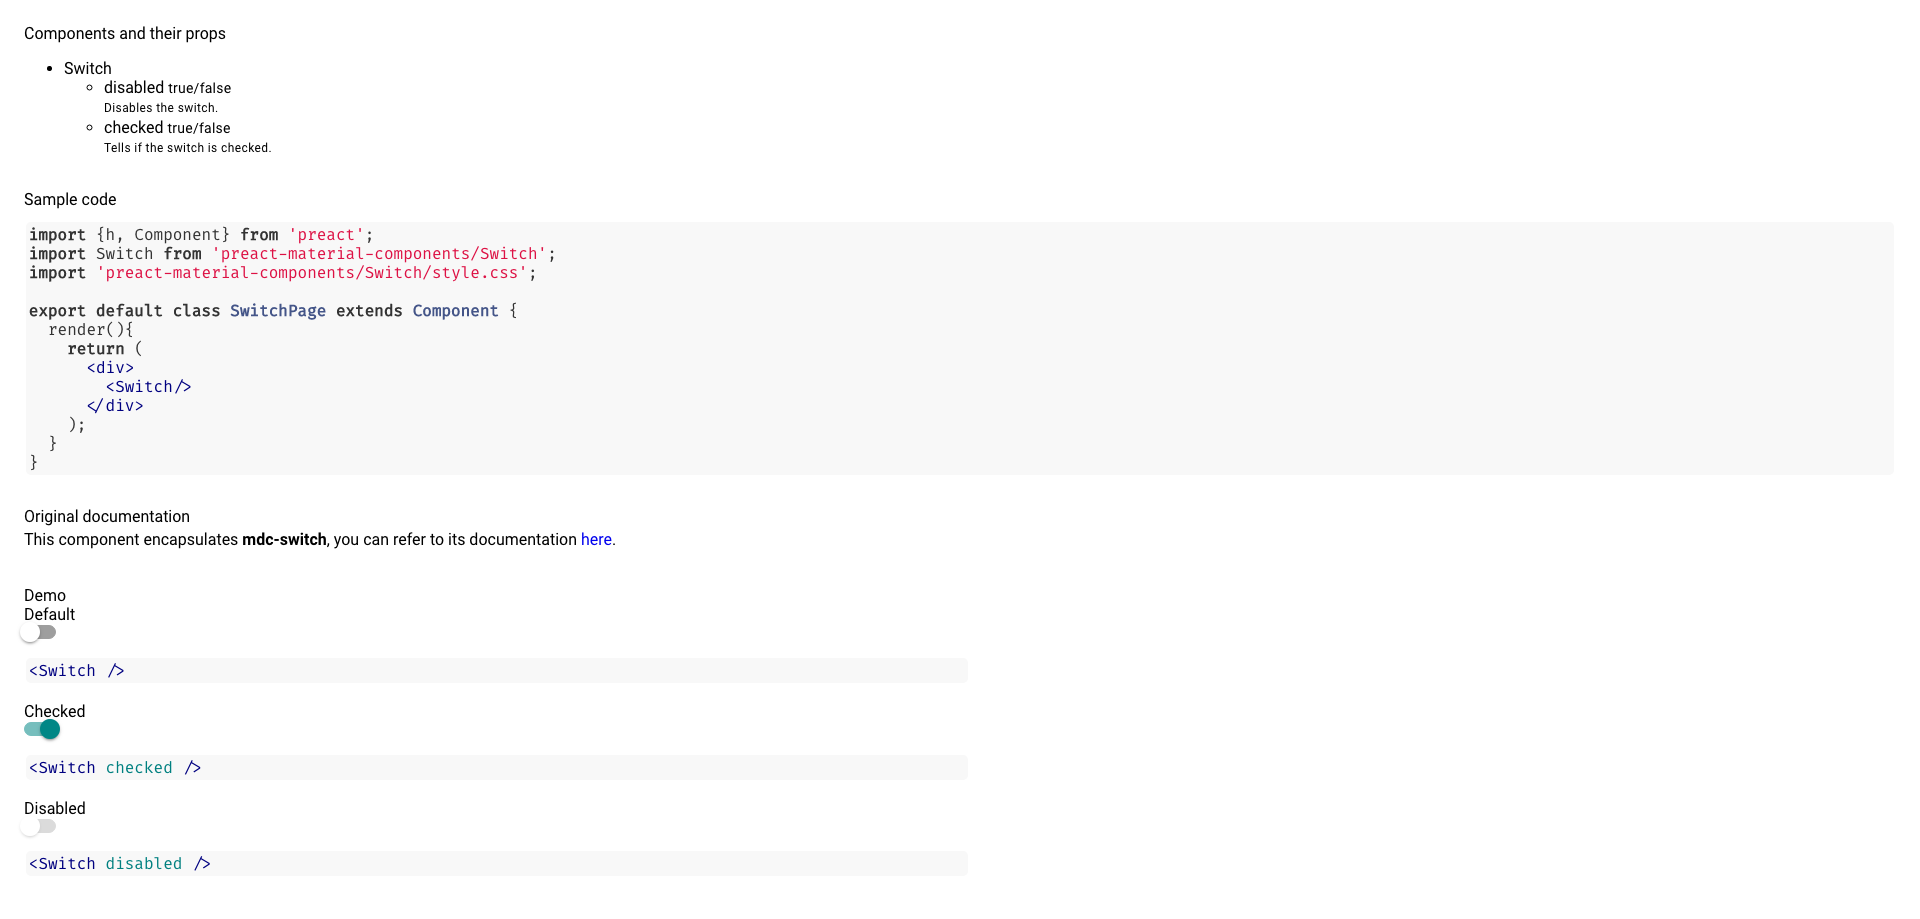 Components and their props
Switch
disabled true/false
Disables the switch.
checked true/false
Tells if the switch is checked.
Sample code
import {h, Component} from 'preact';
import Switch from 'preact-material-components/Switch';
import 'preact-material-components/Switch/style.css';
export default class SwitchPage extends Component {
render(){
return (
<div>
<Switch/>
</div>
);
}
}
Original documentation
This component encapsulates mdc-switch, you can refer to its documentation here.
Demo
Default
<Switch />
Checked
<Switch checked />
Disabled
<Switch disabled />